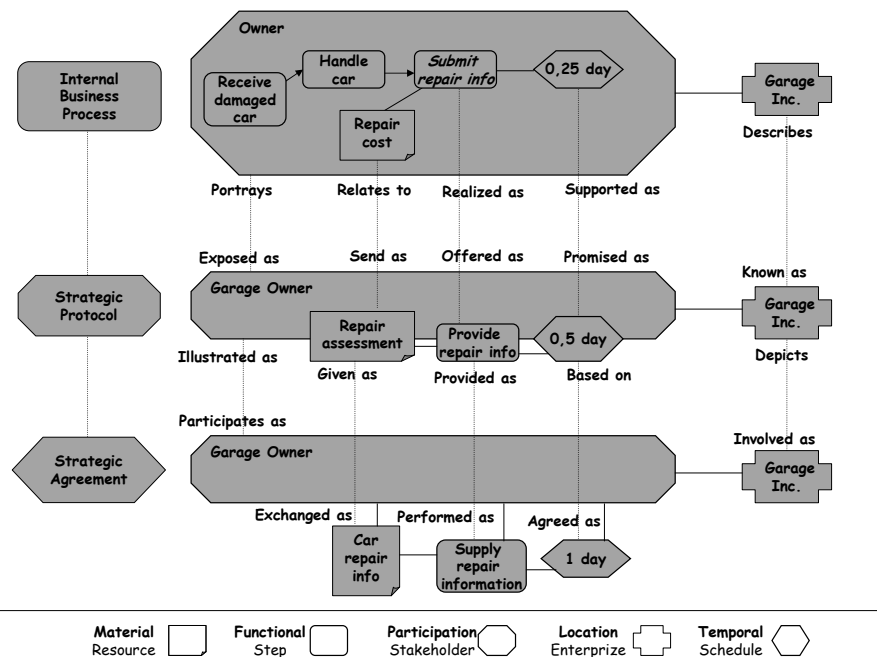 Owner
Internal
Business
Process
Receive
damaged
car
Handle
car
Submit
repair info
0,25 day
Repair
cost
Garage
Inc.
Describes
Portrays
Relates to
Realized as
Supported as
Exposed as
Send as
Offered as
Promised as
Known as
Strategic
Protocol
Garage Owner
Repair
assessment
Provide
repair info
0,5 day
Garage
Inc.
Illustrated as
Given as
Provided as
Based on
Depicts
Participates as
Involved as
Strategic
Agreement
Garage Owner
Garage
Inc.
Exchanged as
Performed as
Agreed as
Car
repair
info
Supply
repair
information
1 day
Material
Resource
Functional
Step
Participation
Stakeholder
Location
Enterprize
Temporal
Schedule